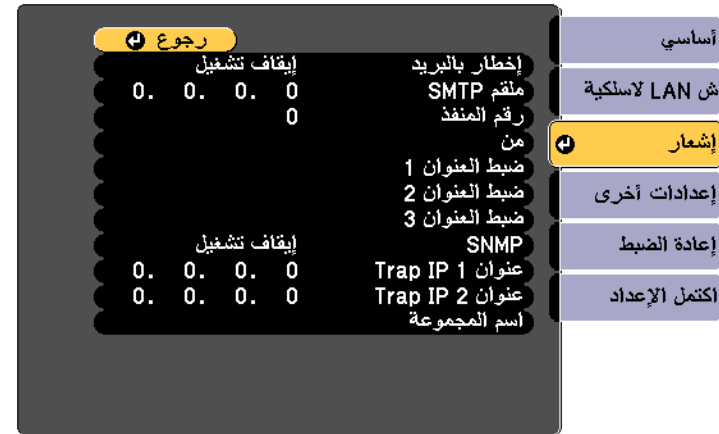 أساسي
ش LAN لاسلكية
إشعار
إعدادات أخرى
إعادة الضبط
اكتمل الإعداد
رجوع
إخطار بالبريد إيقاف تشغيل
ملقم SMTP 0. 0. 0. 0
رقم المنفذ 0
من
ضبط العنوان 1
ضبط العنوان 2
ضبط العنوان 3
SNMP إيقاف تشغيل
عنوان Trap IP 1 0. 0. 0. 0
عنوان Trap IP 2 0. 0. 0. 0
اسم المجموعة